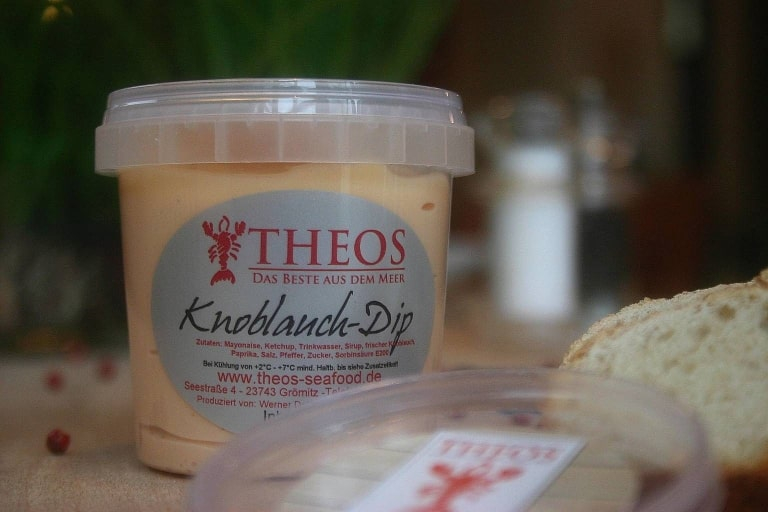 THEOS
DAS BESTE AUS DEM MEER
Knoblauch-Dip
Zutaten: Mayonaise, Ketchup, Trinkwasser, Sirup, frischer
Paprika, Salz, Pfeffer, Zucker, Sorbinsäure E200
Bei Kühlung von +2°C - +7°C mind. Haltb. bis siehe Zusatzetikett
www.theos-seafood.de
Seestraße 4 - 23743 Grömitz
Produziert von: Werner
THEOS